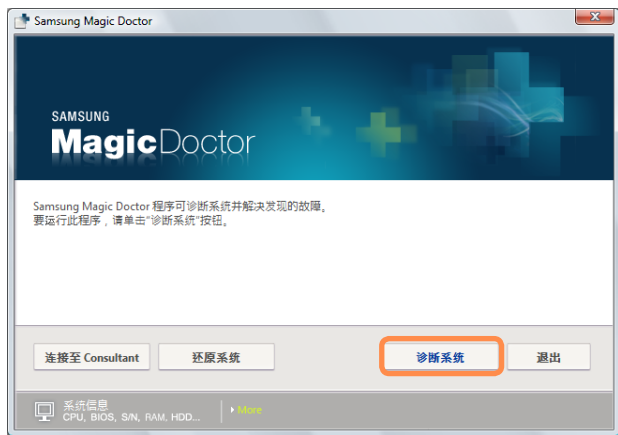 Samsung Magic Doctor
SAMSUNG
MagicDoctor
Samsung Magic Doctor 程序可诊断系统并解决发现的故障。
要运行此程序，请单击“诊断系统”按钮。
连接至 Consultant 还原系统 诊断系统 退出
系统信息
CPU, BIOS, S/N, RAM, HDD... More